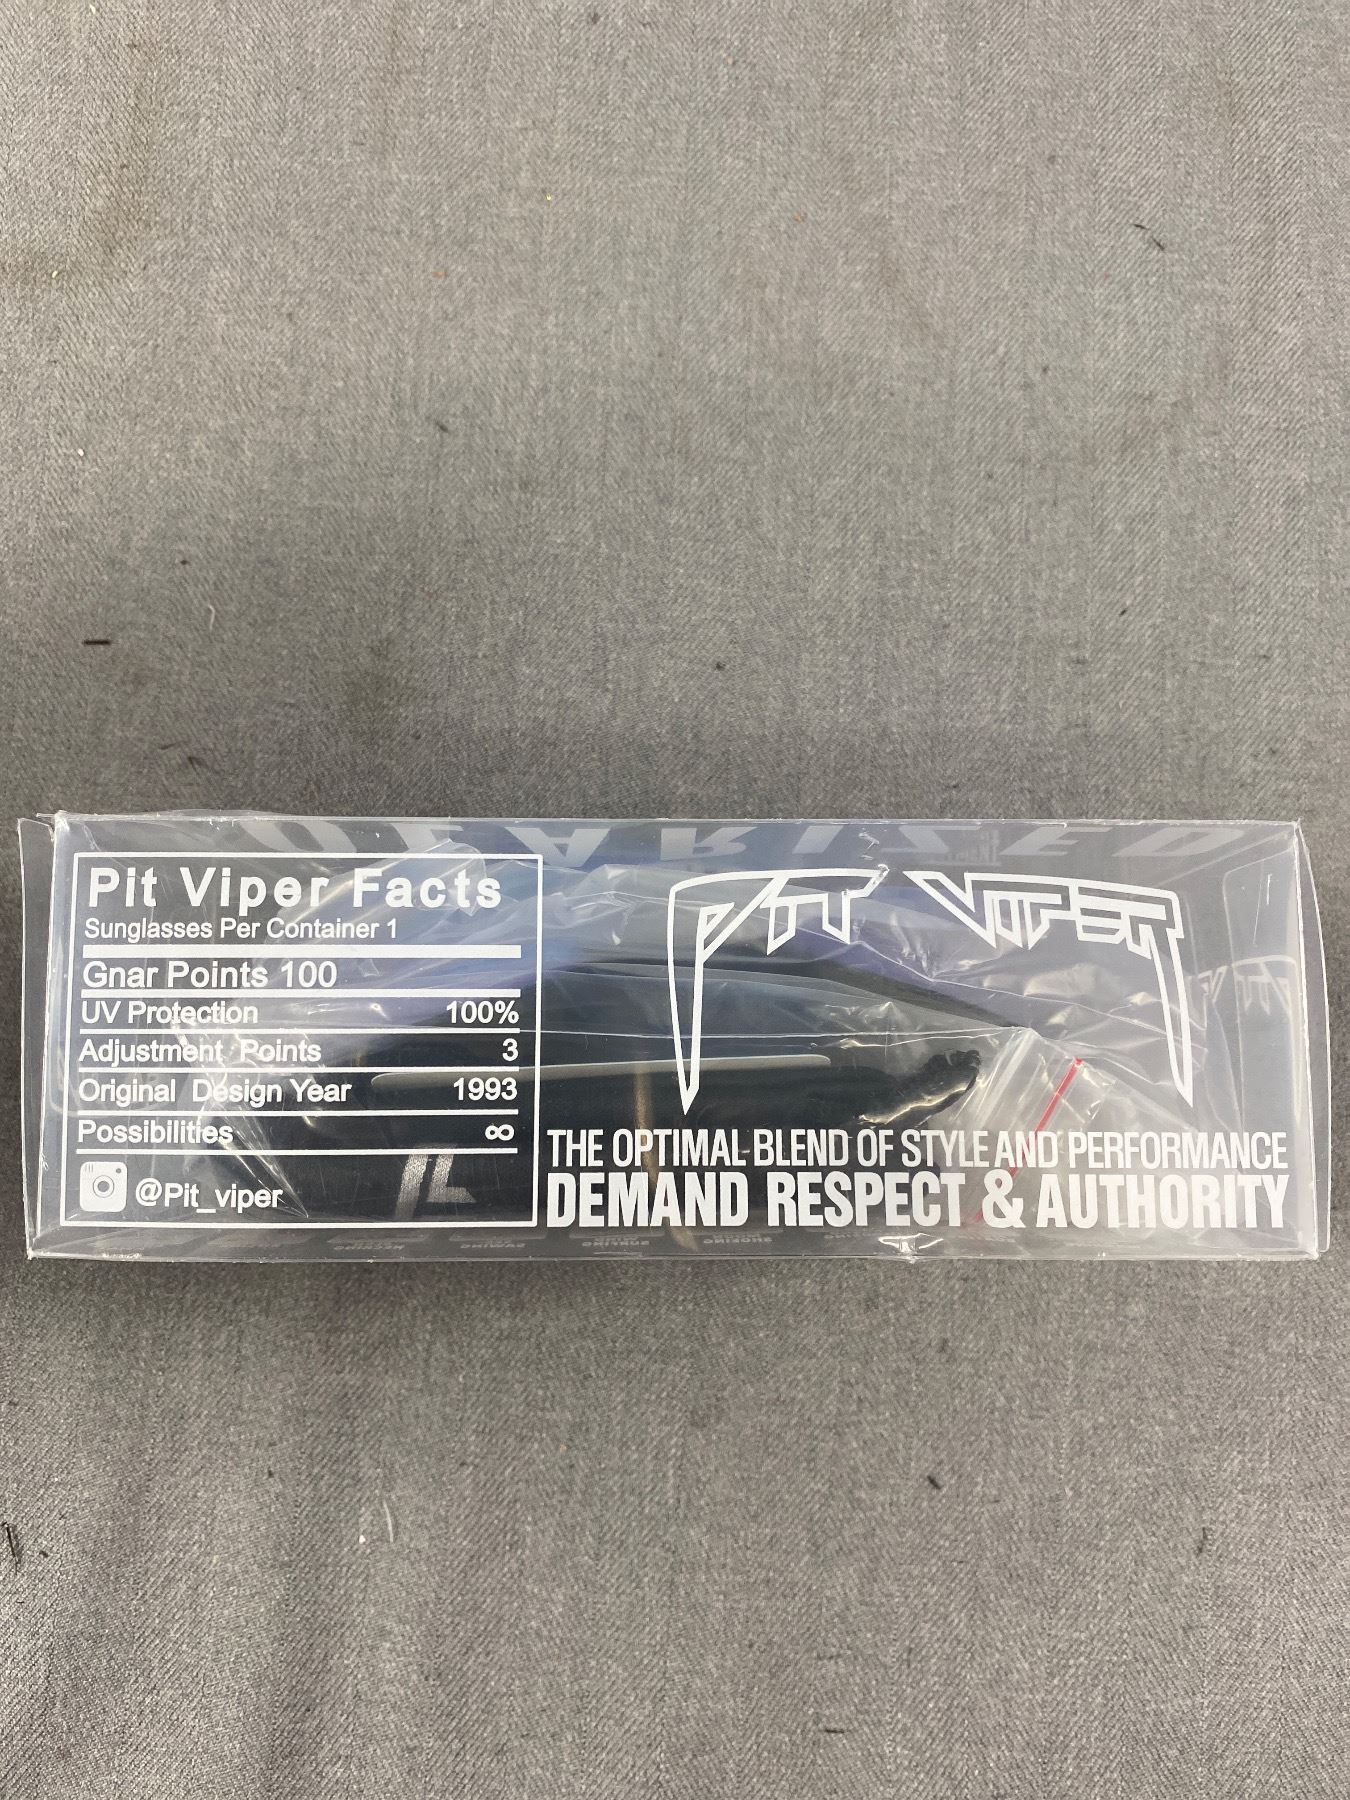 Pit Viper Facts
Sunglasses Per Container 1
Gnar Points 100
UV Protection 100%
Adjustment Points 3
Original Design Year 1993
Possibilities ∞
@Pit_viper
PIT VIPER
THE OPTIMAL BLEND OF STYLE AND PERFORMANCE
DEMAND RESPECT & AUTHORITY